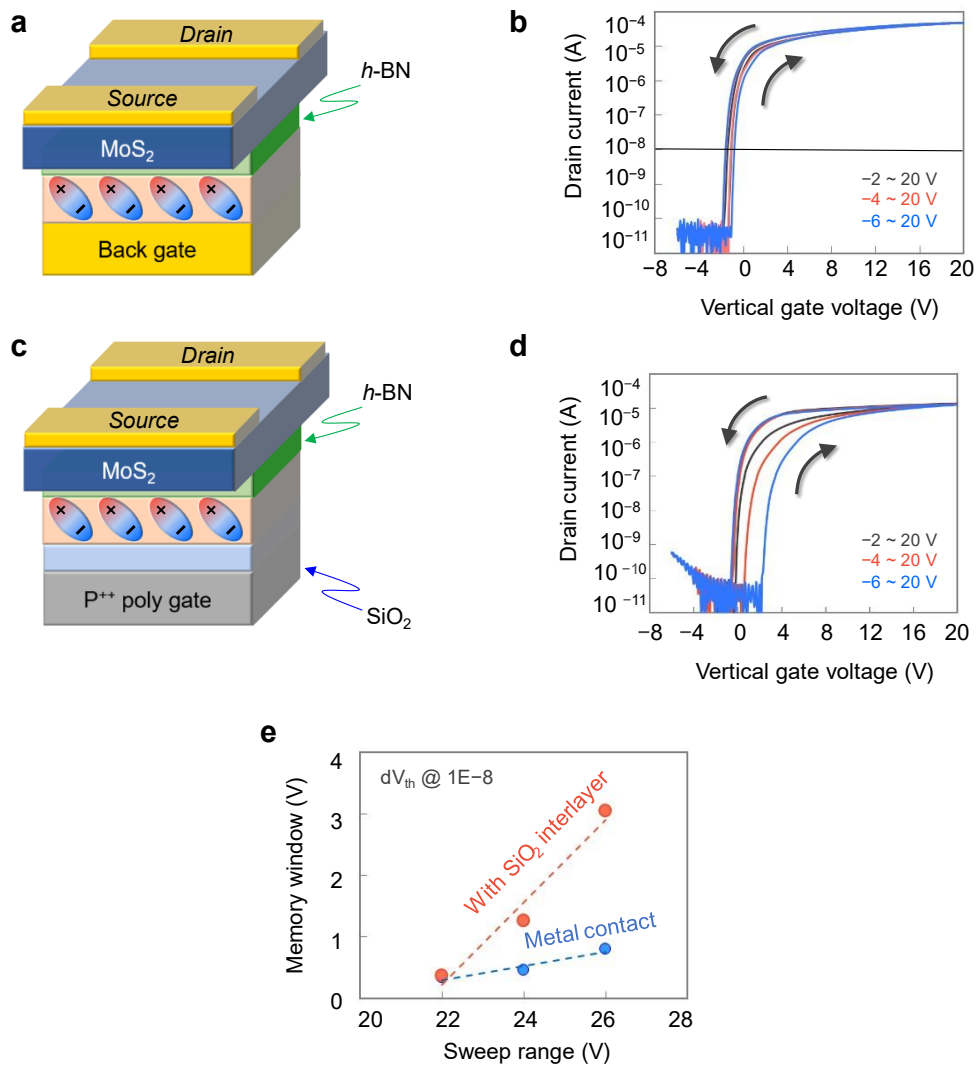 a
Drain
h-BN
Source
MoS₂
Back gate
b
Drain current (A)
10⁻⁴
10⁻⁵
10⁻⁶
10⁻⁷
10⁻⁸
10⁻⁹
10⁻¹⁰
10⁻¹¹
−2 ~ 20 V
−4 ~ 20 V
−6 ~ 20 V
−8 −4 0 4 8 12 16 20
Vertical gate voltage (V)
c
Drain
h-BN
Source
MoS₂
P⁺⁺ poly gate
SiO₂
d
Drain current (A)
10⁻⁴
10⁻⁵
10⁻⁶
10⁻⁷
10⁻⁸
10⁻⁹
10⁻¹⁰
10⁻¹¹
−2 ~ 20 V
−4 ~ 20 V
−6 ~ 20 V
−8 −4 0 4 8 12 16 20
Vertical gate voltage (V)
e
Memory window (V)
4
3
2
1
0
dVth @ 1E−8
With SiO₂ interlayer
Metal contact
20 22 24 26 28
Sweep range (V)